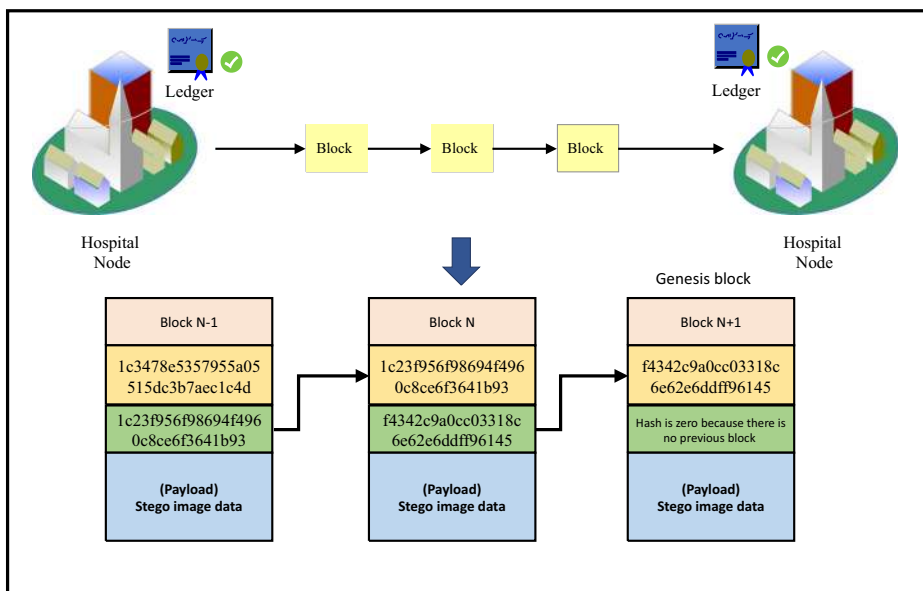 Ledger
Ledger
Block
Block
Block
Hospital
Node
Hospital
Node
Genesis block
Block N-1
1c3478e5357955a05
515dc3b7aec1c4d
1c23f956f98694f496
0c8ce6f3641b93
(Payload)
Stego image data
Block N
1c23f956f98694f496
0c8ce6f3641b93
f4342c9a0cc03318c
6e62e6ddff96145
(Payload)
Stego image data
Block N+1
f4342c9a0cc03318c
6e62e6ddff96145
Hash is zero because there is
no previous block
(Payload)
Stego image data